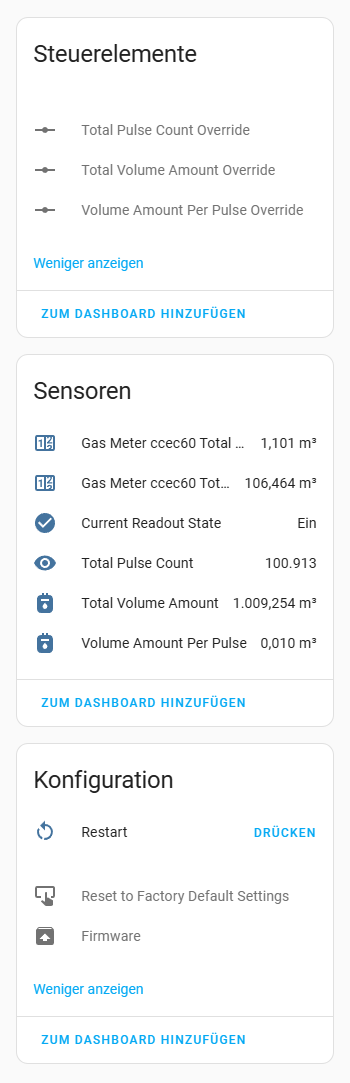 Steuerelemente
Total Pulse Count Override
Total Volume Amount Override
Volume Amount Per Pulse Override
Weniger anzeigen
ZUM DASHBOARD HINZUFÜGEN
Sensoren
Gas Meter ccec60 Total ... 1,101 m³
Gas Meter ccec60 Tot... 106,464 m³
Current Readout State Ein
Total Pulse Count 100.913
Total Volume Amount 1.009,254 m³
Volume Amount Per Pulse 0,010 m³
ZUM DASHBOARD HINZUFÜGEN
Konfiguration
Restart DRÜCKEN
Reset to Factory Default Settings
Firmware
Weniger anzeigen
ZUM DASHBOARD HINZUFÜGEN